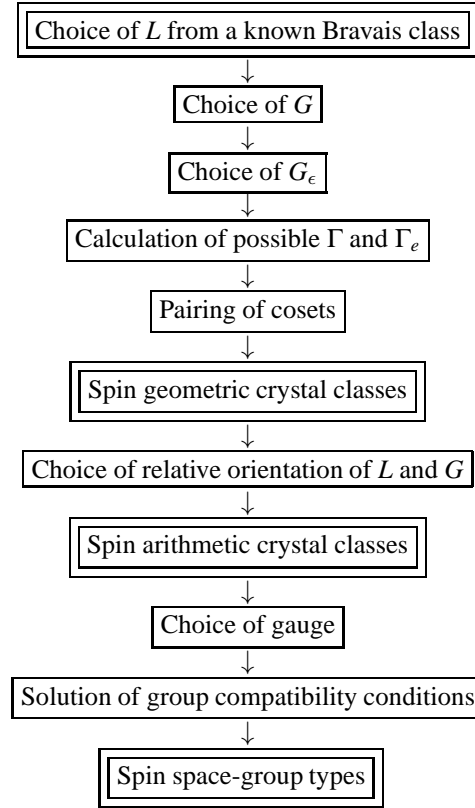 Choice of L from a known Bravais class
↓
Choice of G
↓
Choice of Gϵ
↓
Calculation of possible Γ and Γe
↓
Pairing of cosets
↓
Spin geometric crystal classes
↓
Choice of relative orientation of L and G
↓
Spin arithmetic crystal classes
↓
Choice of gauge
↓
Solution of group compatibility conditions
↓
Spin space-group types